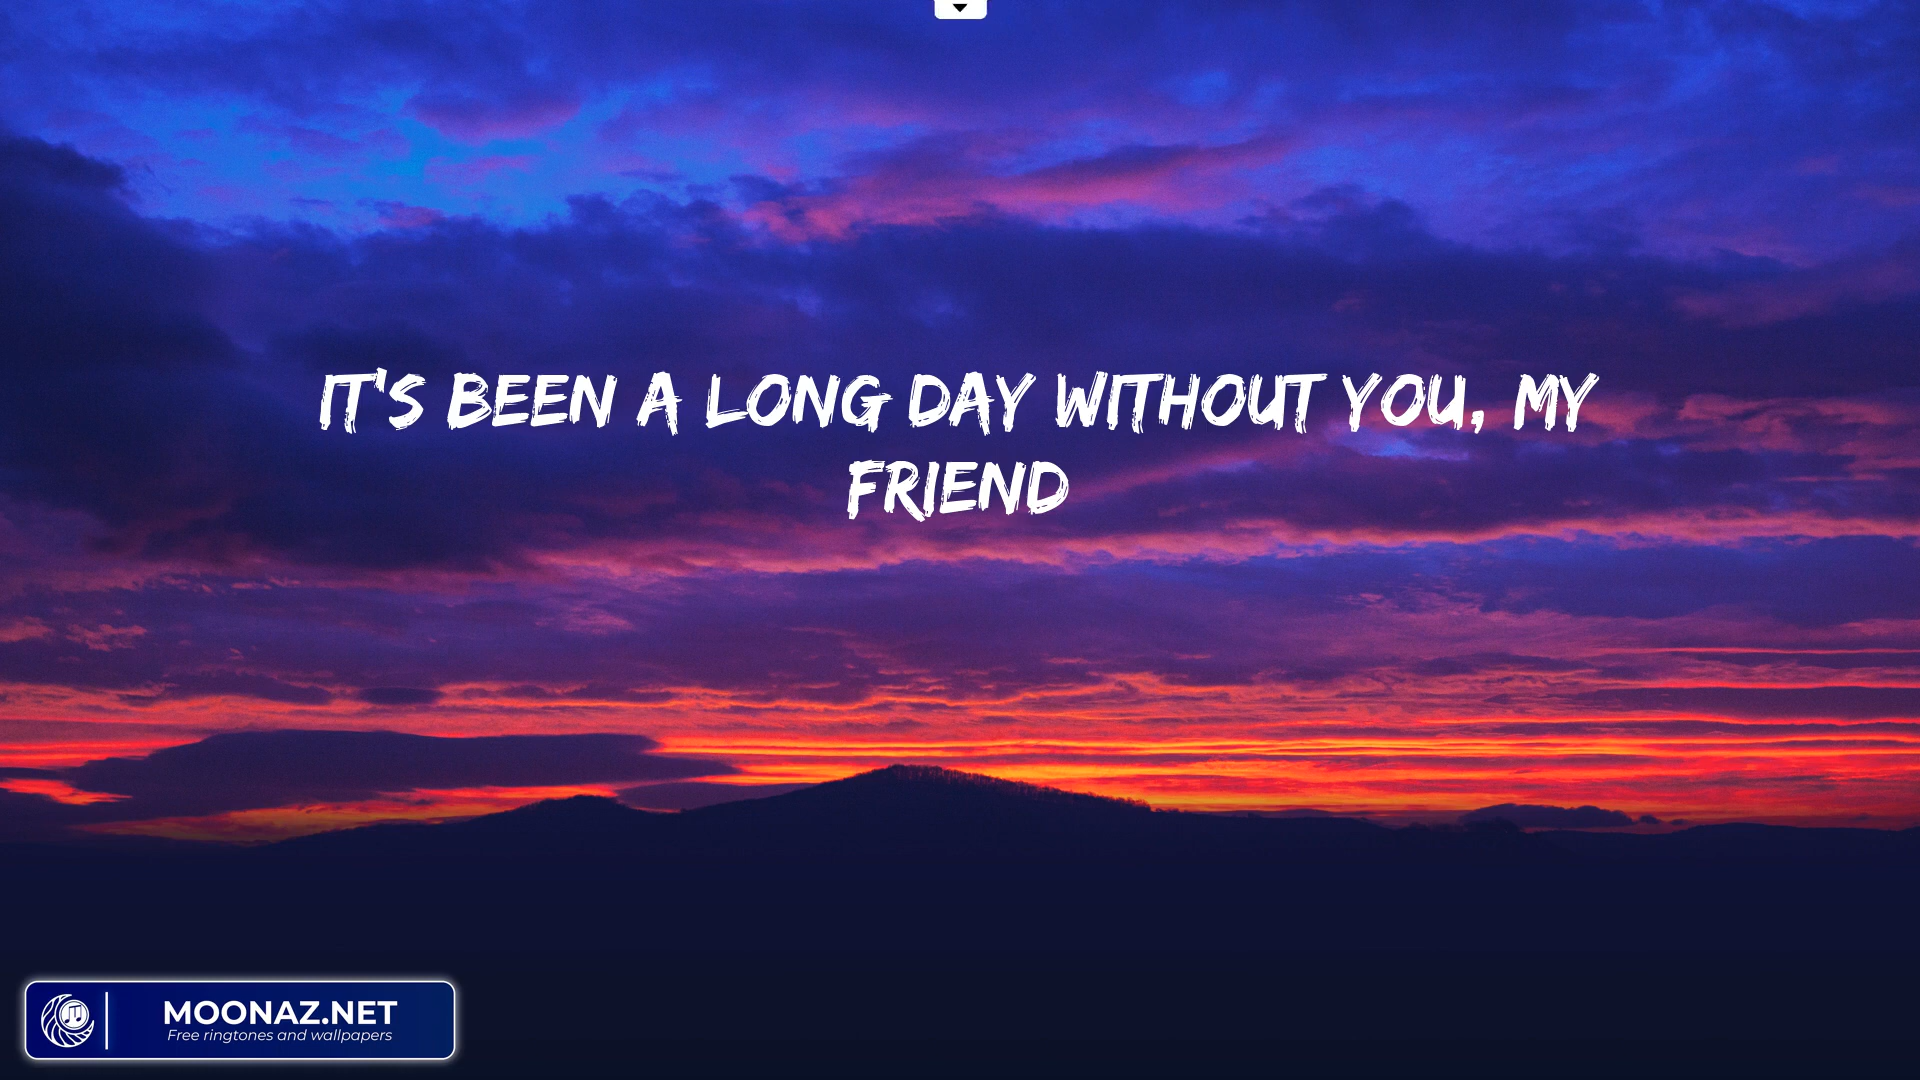 IT'S BEEN A LONG DAY WITHOUT YOU, MY
FRIEND
MOONAZ.NET
Free ringtones and wallpapers